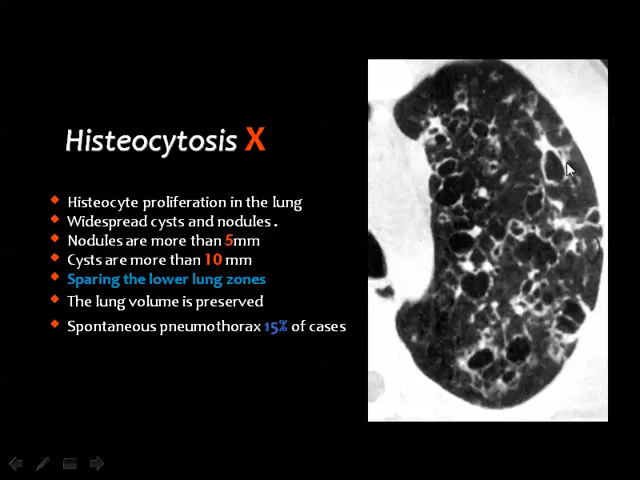 Histeocytosis X
Histeocyte proliferation in the lung
Widespread cysts and nodules .
Nodules are more than 5mm
Cysts are more than 10 mm
Sparing the lower lung zones
The lung volume is preserved
Spontaneous pneumothorax 15% of cases